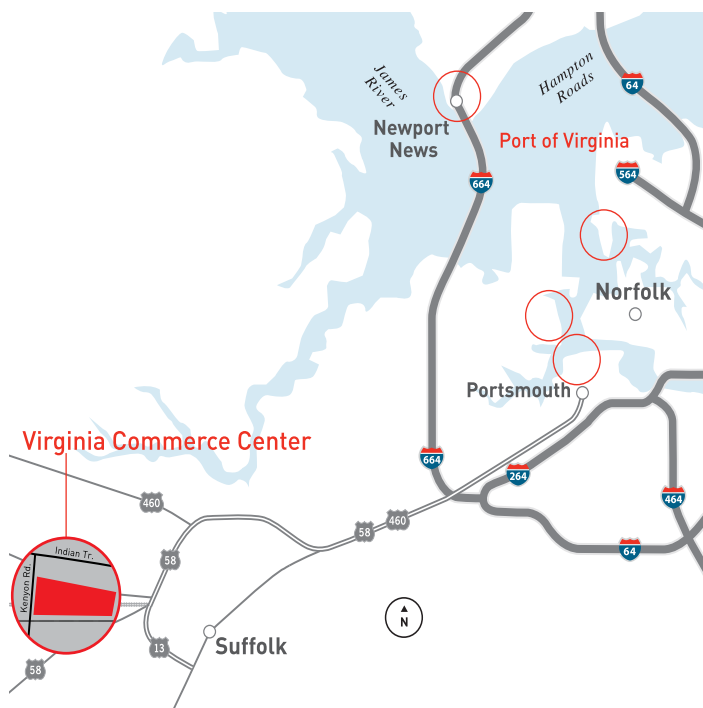 James
River
Hampton
Roads
64
Newport
News
Port of Virginia
564
664
Norfolk
Portsmouth
Virginia Commerce Center
664
264
460
464
58
460
58
64
Indian Tr.
Kenyon Rd.
N
Suffolk
13
58